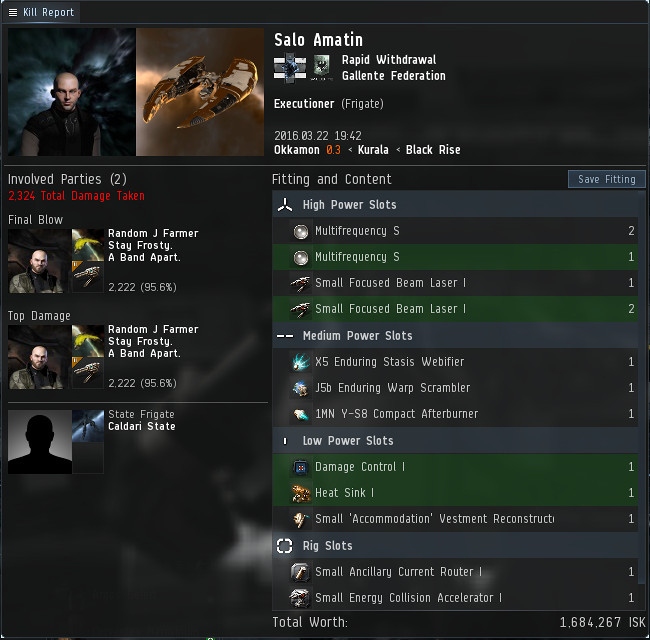 Kill Report
Salo Amatin
Rapid Withdrawal
Gallente Federation
Executioner (Frigate)
2016.03.22 19:42
Okkamon 0.3 < Kurala < Black Rise
Involved Parties (2)
2,324 Total Damage Taken
Final Blow
Random J Farmer
Stay Frosty.
A Band Apart.
2,222 (95.6%)
Top Damage
Random J Farmer
Stay Frosty.
A Band Apart.
2,222 (95.6%)
State Frigate
Caldari State
Fitting and Content
Save Fitting
High Power Slots
Multifrequency S 2
Multifrequency S 1
Small Focused Beam Laser I 1
Small Focused Beam Laser I 2
Medium Power Slots
X5 Enduring Stasis Webifier 1
J5b Enduring Warp Scrambler 1
1MN Y-S8 Compact Afterburner 1
Low Power Slots
Damage Control I 1
Heat Sink I 1
Small 'Accommodation' Vestment Reconstructo 1
Rig Slots
Small Ancillary Current Router I 1
Small Energy Collision Accelerator I 1
Total Worth: 1,684,267 ISK